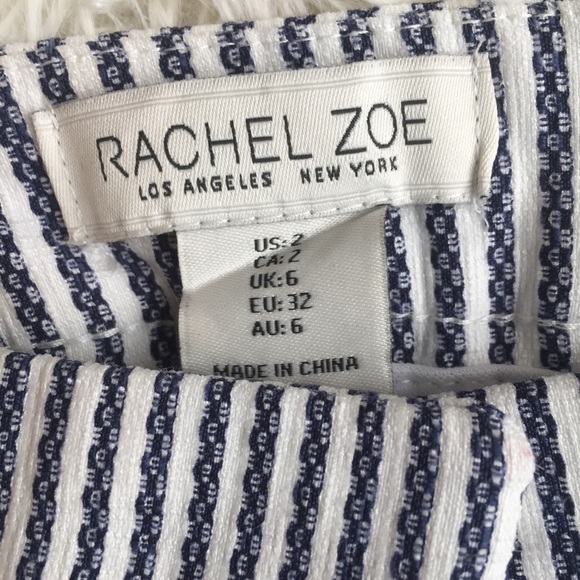 RACHEL ZOE
LOS ANGELES NEW YORK
US: 2
CA: 2
UK: 6
EU: 32
AU: 6
MADE IN CHINA